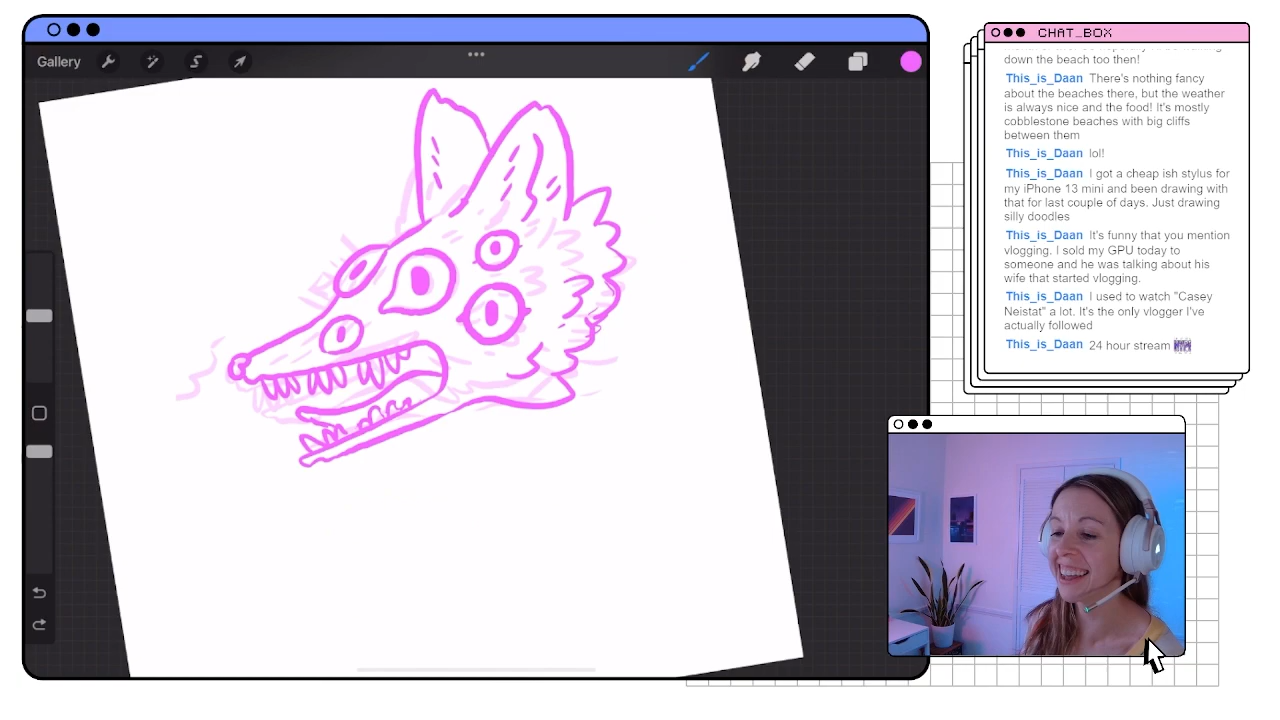 CHAT_BOX
Gallery
down the beach too then!
This_is_Daan There's nothing fancy
about the beaches there, but the weather
is always nice and the food! It's mostly
cobblestone beaches with big cliffs
between them
This_is_Daan lol!
This_is_Daan I got a cheap ish stylus for
my iPhone 13 mini and been drawing with
that for last couple of days. Just drawing
silly doodles
This_is_Daan It's funny that you mention
vlogging. I sold my GPU today to
someone and he was talking about his
wife that started vlogging.
This_is_Daan I used to watch "Casey
Neistat" a lot. It's the only vlogger I've
actually followed
This_is_Daan 24 hour stream